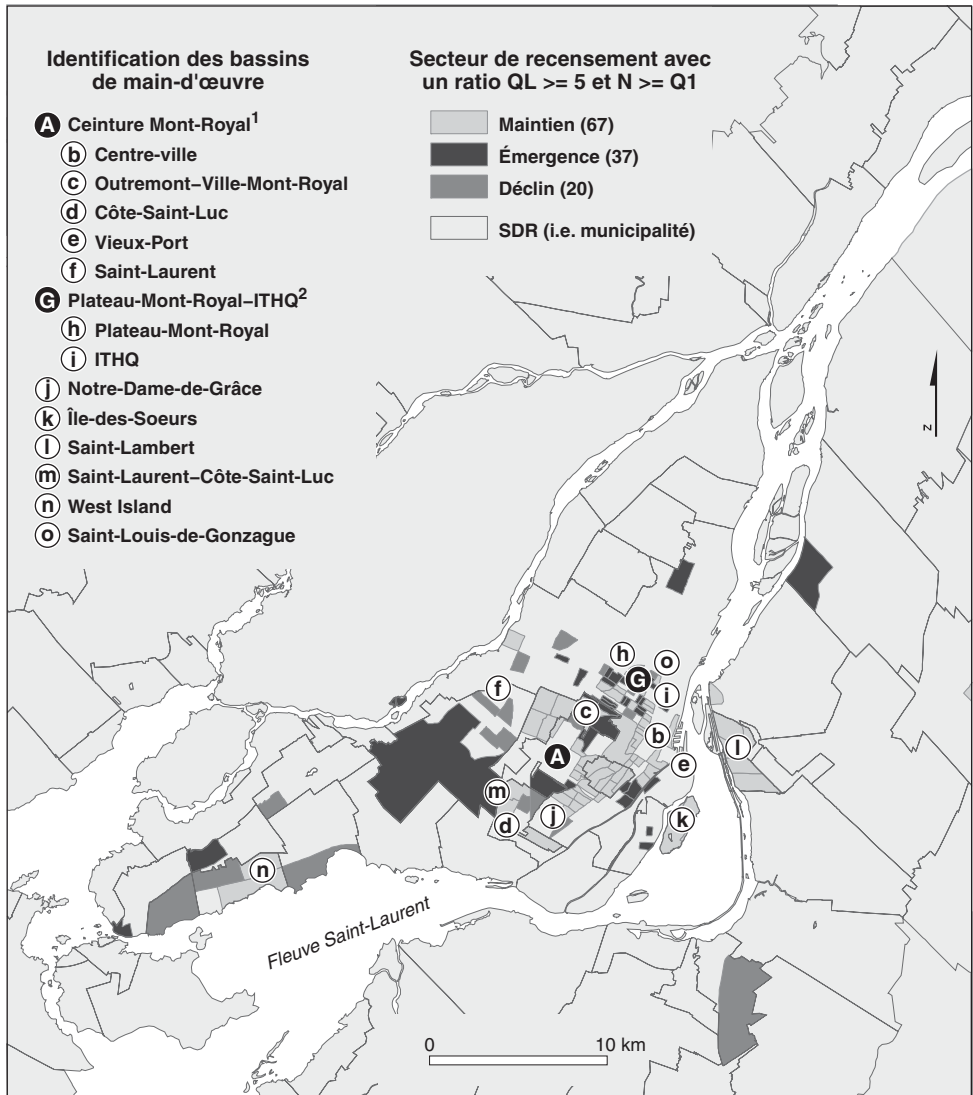 Identification des bassins
de main-d'œuvre
A Ceinture Mont-Royal1
b Centre-ville
c Outremont–Ville-Mont-Royal
d Côte-Saint-Luc
e Vieux-Port
f Saint-Laurent
G Plateau-Mont-Royal–ITHQ2
h Plateau-Mont-Royal
i ITHQ
j Notre-Dame-de-Grâce
k Île-des-Soeurs
l Saint-Lambert
m Saint-Laurent–Côte-Saint-Luc
n West Island
o Saint-Louis-de-Gonzague
Secteur de recensement avec
un ratio QL >= 5 et N >= Q1
Maintien (67)
Émergence (37)
Déclin (20)
SDR (i.e. municipalité)
N
h
o
G
f
i
c
b
l
A
e
m
j
k
d
n
Fleuve Saint-Laurent
0 10 km